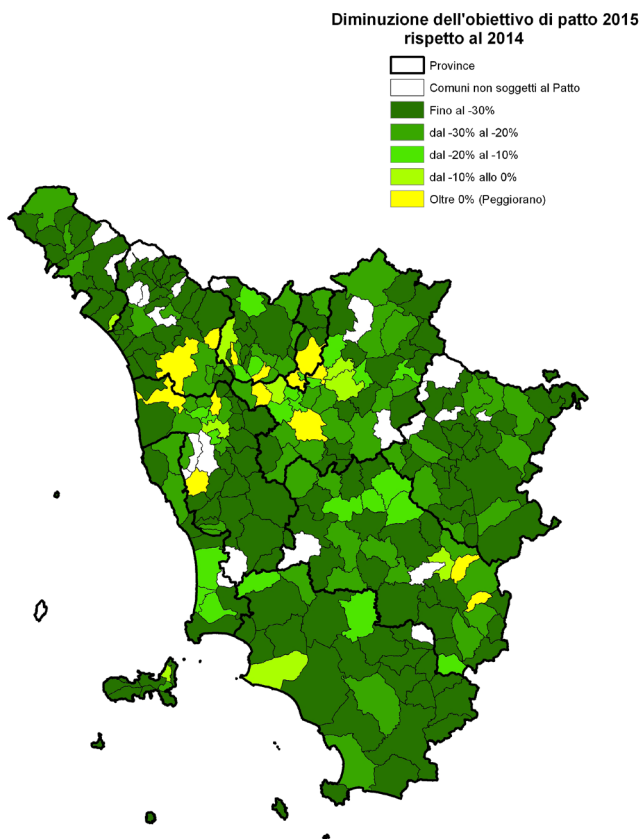 Diminuzione dell'obiettivo di patto 2015
rispetto al 2014
Province
Comuni non soggetti al Patto
Fino al -30%
dal -30% al -20%
dal -20% al -10%
dal -10% allo 0%
Oltre 0% (Peggiorano)